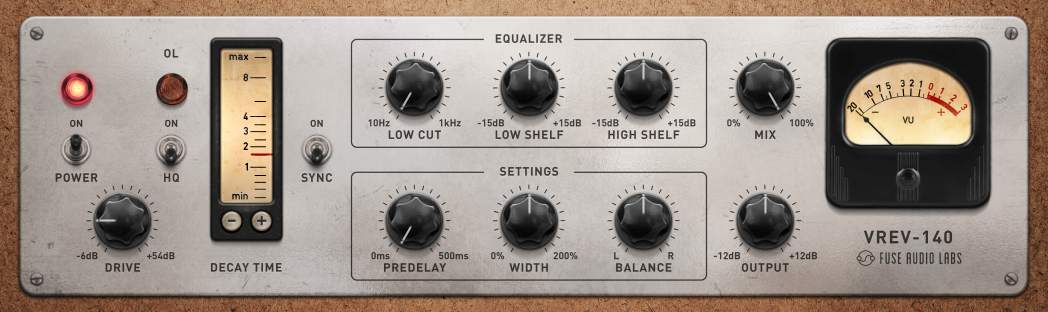 OL
ON
POWER
ON
HQ
-6dB +54dB
DRIVE
max
8
4
3
2
1
min
− +
DECAY TIME
ON
SYNC
EQUALIZER
10Hz 1kHz
LOW CUT
-15dB +15dB
LOW SHELF
-15dB +15dB
HIGH SHELF
0% 100%
MIX
SETTINGS
0ms 500ms
PREDELAY
0% 200%
WIDTH
L R
BALANCE
-12dB +12dB
OUTPUT
20 10 7 5 3 2 1 0 1 2 3
− +
VU
VREV-140
FUSE AUDIO LABS